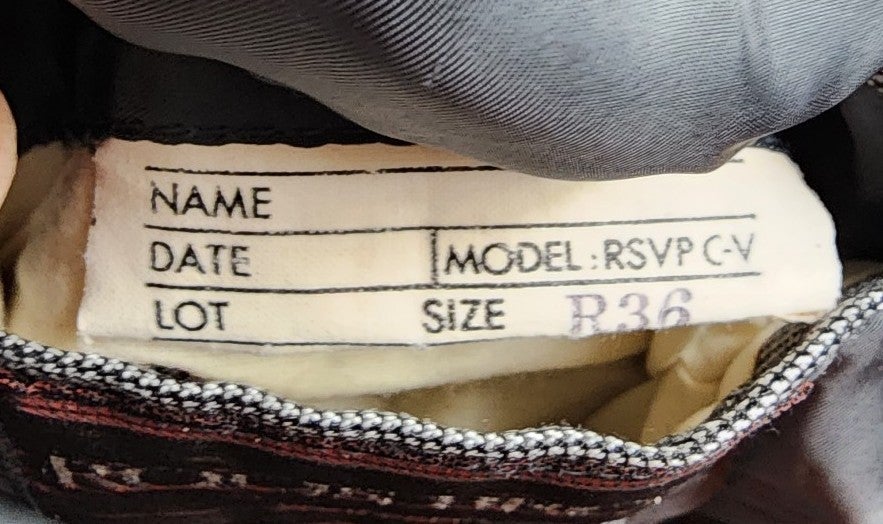 NAME
DATE MODEL: RSVP C-V
LOT SIZE R36